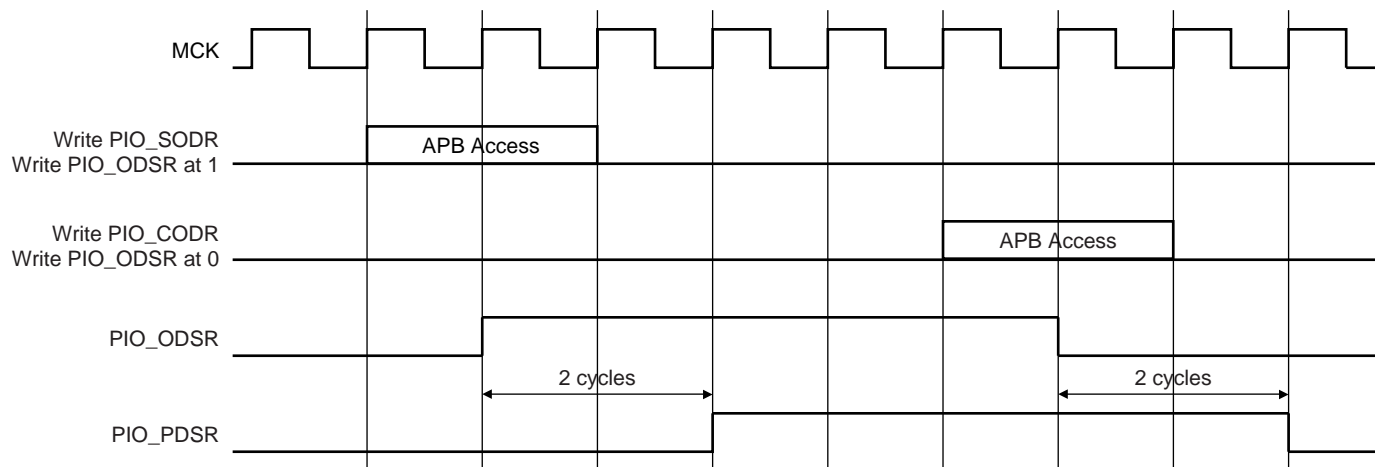 MCK
Write PIO_SODR
Write PIO_ODSR at 1
APB Access
Write PIO_CODR
Write PIO_ODSR at 0
APB Access
PIO_ODSR
2 cycles
2 cycles
PIO_PDSR